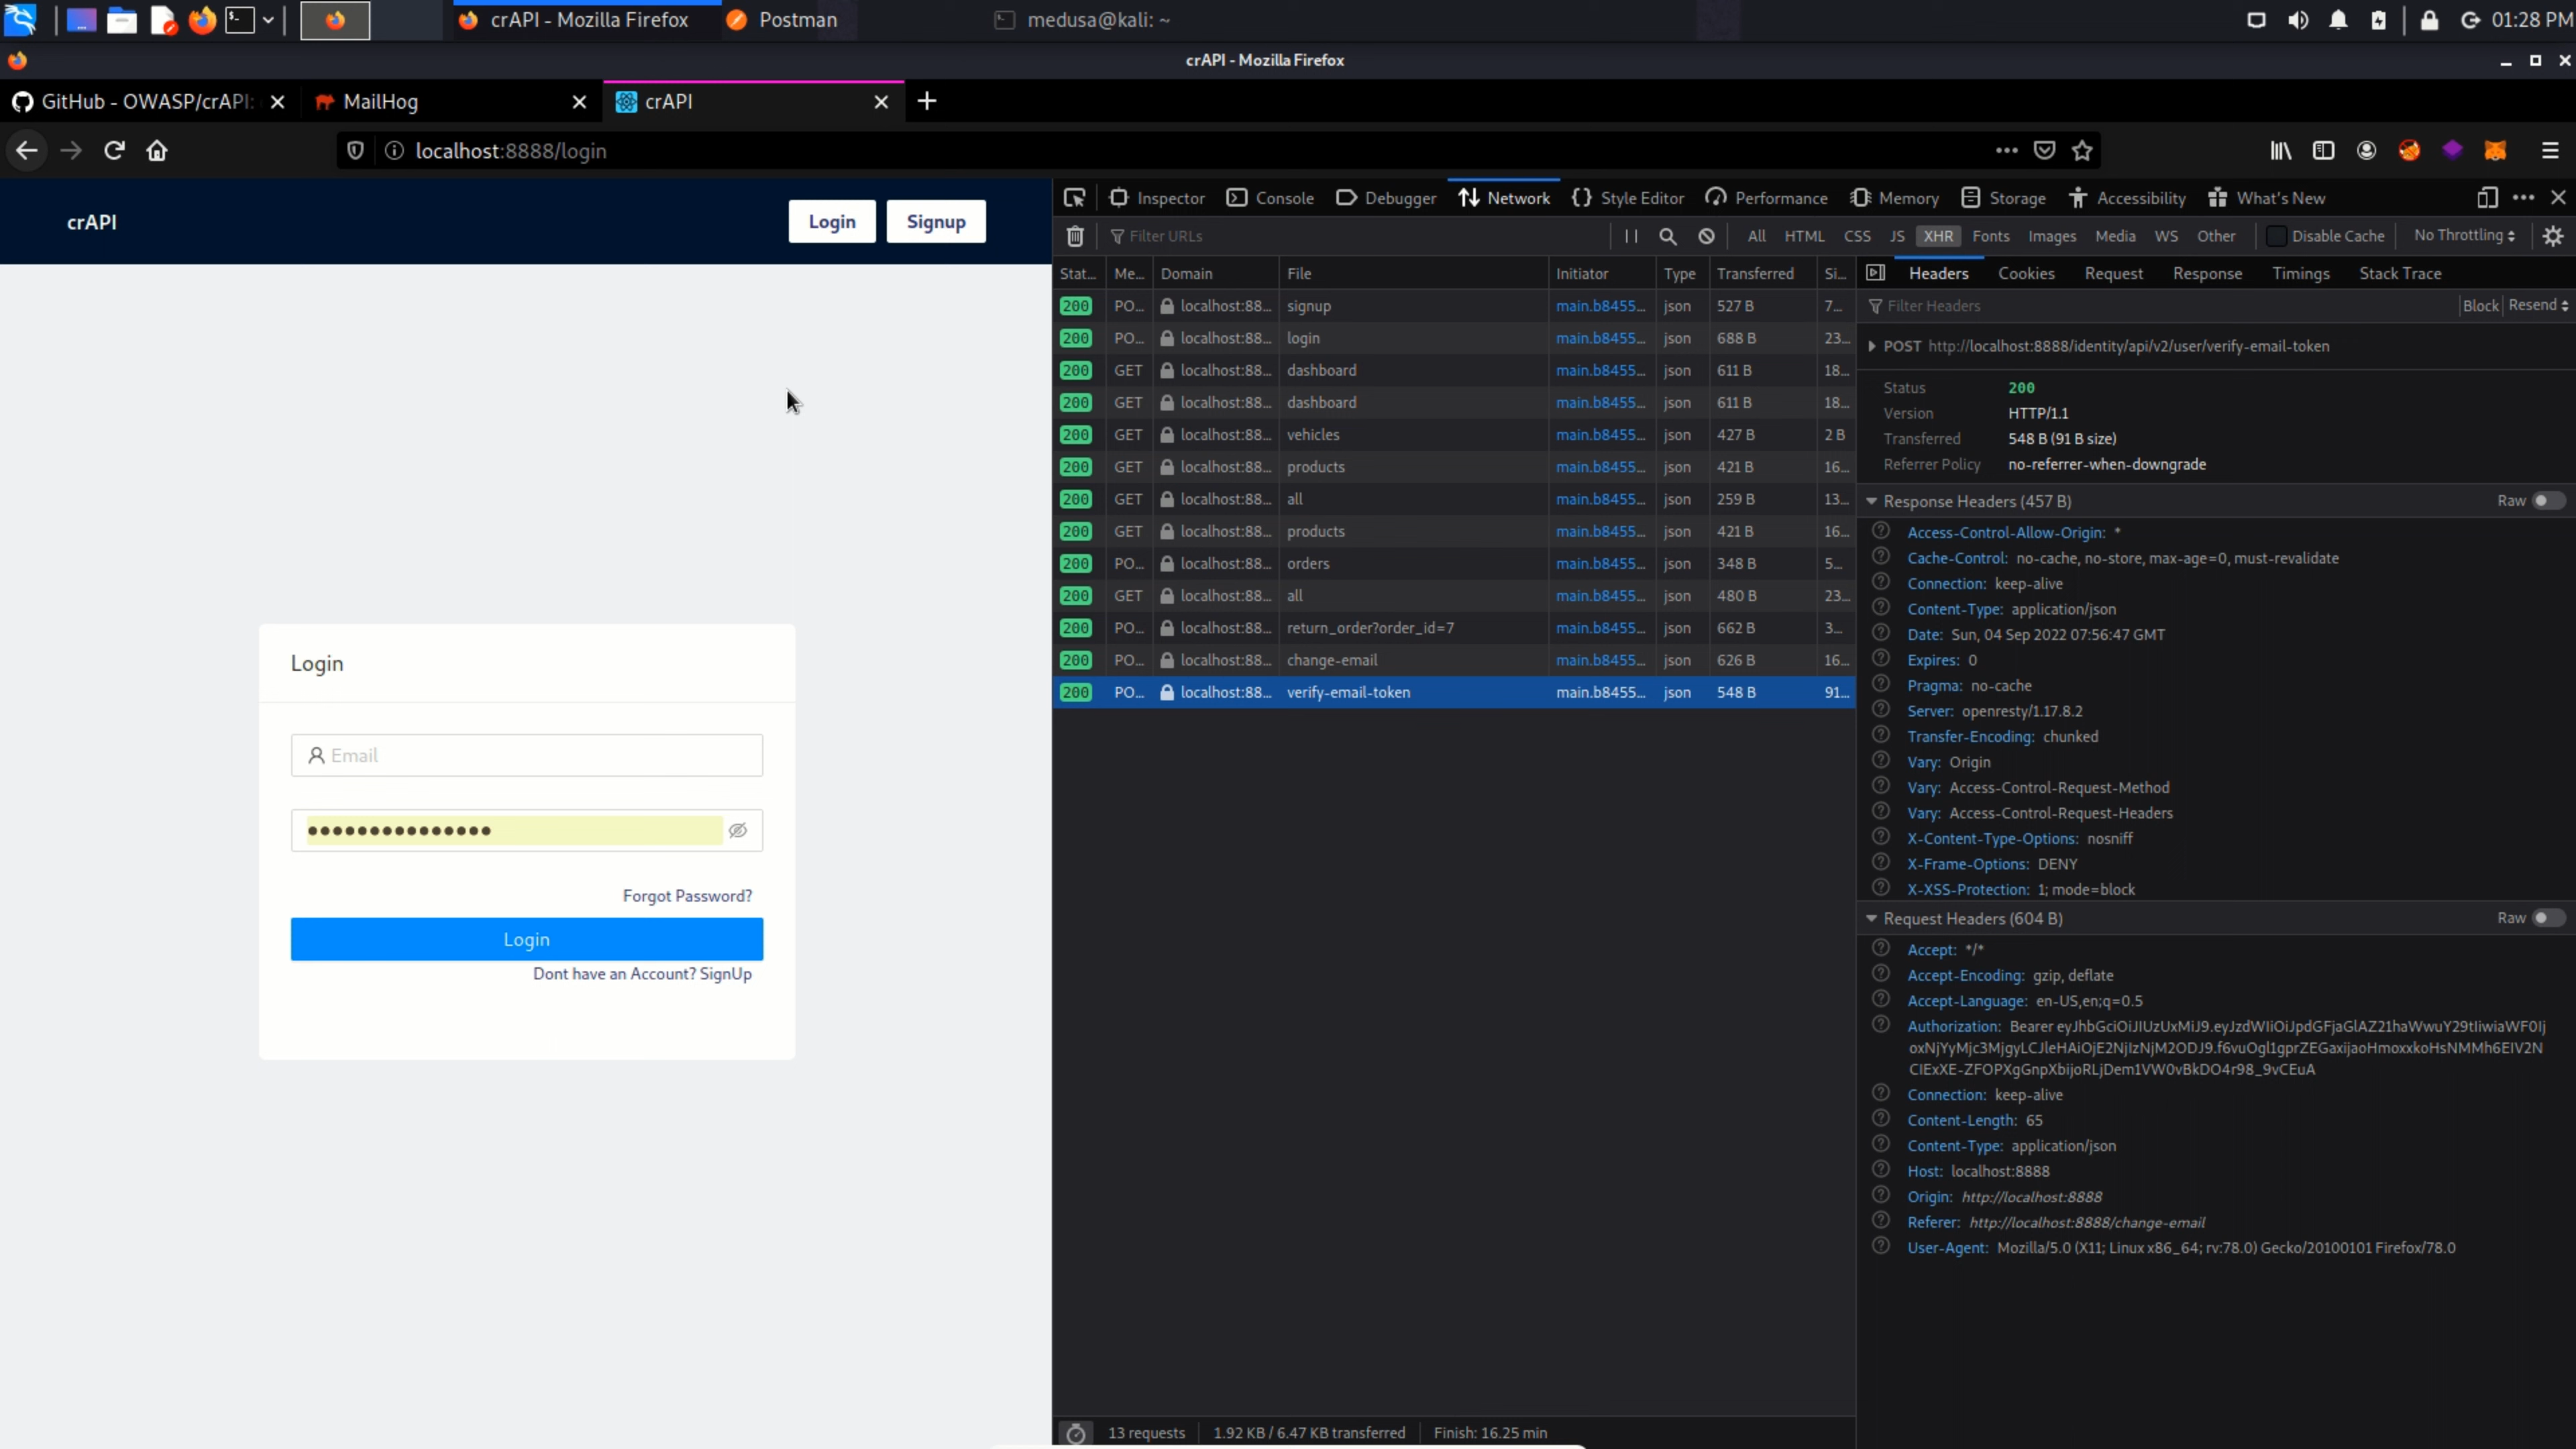 crAPI - Mozilla Firefox
Postman
medusa@kali: ~
01:28 PM
crAPI - Mozilla Firefox
GitHub - OWASP/crAPI:
MailHog
crAPI
localhost:8888/login
crAPI
Login
Signup
Login
Email
Forgot Password?
Login
Dont have an Account? SignUp
Inspector Console Debugger Network Style Editor Performance Memory Storage Accessibility What's New
Filter URLs
All HTML CSS JS XHR Fonts Images Media WS Other Disable Cache No Throttling
Stat... Me... Domain File Initiator Type Transferred Si...
200 PO... localhost:88... signup main.b8455... json 527 B 7...
200 PO... localhost:88... login main.b8455... json 688 B 23...
200 GET localhost:88... dashboard main.b8455... json 611 B 18...
200 GET localhost:88... dashboard main.b8455... json 611 B 18...
200 GET localhost:88... vehicles main.b8455... json 427 B 2 B
200 GET localhost:88... products main.b8455... json 421 B 16...
200 GET localhost:88... all main.b8455... json 259 B 13...
200 GET localhost:88... products main.b8455... json 421 B 16...
200 PO... localhost:88... orders main.b8455... json 348 B 5...
200 GET localhost:88... all main.b8455... json 480 B 23...
200 PO... localhost:88... return_order?order_id=7 main.b8455... json 662 B 3...
200 PO... localhost:88... change-email main.b8455... json 626 B 16...
200 PO... localhost:88... verify-email-token main.b8455... json 548 B 91...
13 requests 1.92 KB / 6.47 KB transferred Finish: 16.25 min
Headers Cookies Request Response Timings Stack Trace
Filter Headers Block Resend
POST http://localhost:8888/identity/api/v2/user/verify-email-token
Status 200
Version HTTP/1.1
Transferred 548 B (91 B size)
Referrer Policy no-referrer-when-downgrade
Response Headers (457 B) Raw
Access-Control-Allow-Origin: *
Cache-Control: no-cache, no-store, max-age=0, must-revalidate
Connection: keep-alive
Content-Type: application/json
Date: Sun, 04 Sep 2022 07:56:47 GMT
Expires: 0
Pragma: no-cache
Server: openresty/1.17.8.2
Transfer-Encoding: chunked
Vary: Origin
Vary: Access-Control-Request-Method
Vary: Access-Control-Request-Headers
X-Content-Type-Options: nosniff
X-Frame-Options: DENY
X-XSS-Protection: 1; mode=block
Request Headers (604 B) Raw
Accept: */*
Accept-Encoding: gzip, deflate
Accept-Language: en-US,en;q=0.5
Authorization: Bearer
Connection: keep-alive
Content-Length: 65
Content-Type: application/json
Host: localhost:8888
Origin: http://localhost:8888
Referer: http://localhost:8888/change-email
User-Agent: Mozilla/5.0 (X11; Linux x86_64; rv:78.0) Gecko/20100101 Firefox/78.0